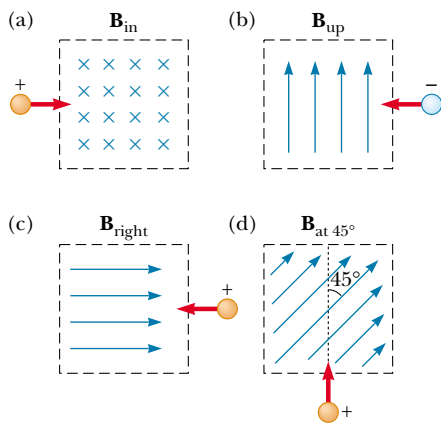 (a) B_in
+
(b) B_up
−
(c) B_right
+
(d) B_at 45°
45°
+